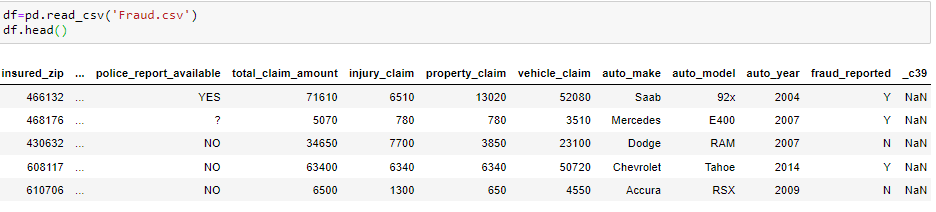 df=pd.read_csv('Fraud.csv')
df.head()
insured_zip ... police_report_available total_claim_amount injury_claim property_claim vehicle_claim auto_make auto_model auto_year fraud_reported _c39
466132 ... YES 71610 6510 13020 52080 Saab 92x 2004 Y NaN
468176 ... ? 5070 780 780 3510 Mercedes E400 2007 Y NaN
430632 ... NO 34650 7700 3850 23100 Dodge RAM 2007 N NaN
608117 ... NO 63400 6340 6340 50720 Chevrolet Tahoe 2014 Y NaN
610706 ... NO 6500 1300 650 4550 Accura RSX 2009 N NaN